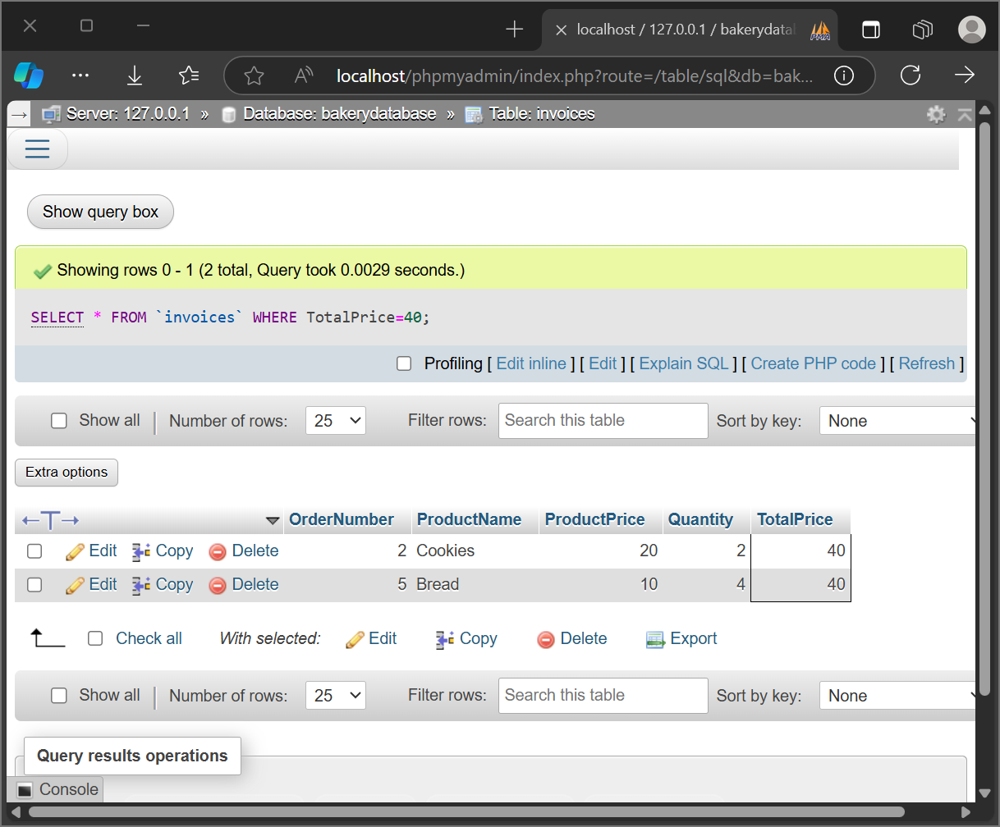 localhost / 127.0.0.1 / bakerydatal
localhost/phpmyadmin/index.php?route=/table/sql&db=bak...
Server: 127.0.0.1 » Database: bakerydatabase » Table: invoices
Show query box
Showing rows 0 - 1 (2 total, Query took 0.0029 seconds.)
SELECT * FROM `invoices` WHERE TotalPrice=40;
Profiling [ Edit inline ] [ Edit ] [ Explain SQL ] [ Create PHP code ] [ Refresh ]
Show all | Number of rows: 25 Filter rows: Search this table Sort by key: None
Extra options
←T→ OrderNumber ProductName ProductPrice Quantity TotalPrice
Edit Copy Delete 2 Cookies 20 2 40
Edit Copy Delete 5 Bread 10 4 40
Check all With selected: Edit Copy Delete Export
Show all | Number of rows: 25 Filter rows: Search this table Sort by key: None
Query results operations
Console